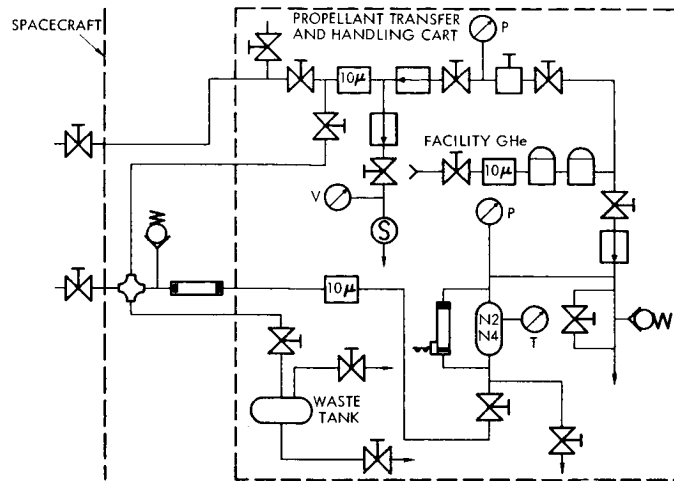 SPACECRAFT
PROPELLANT TRANSFER
AND HANDLING CART
P
10μ
FACILITY GHe
10μ
V
S
P
W
10μ
N2
N4
T
W
WASTE
TANK